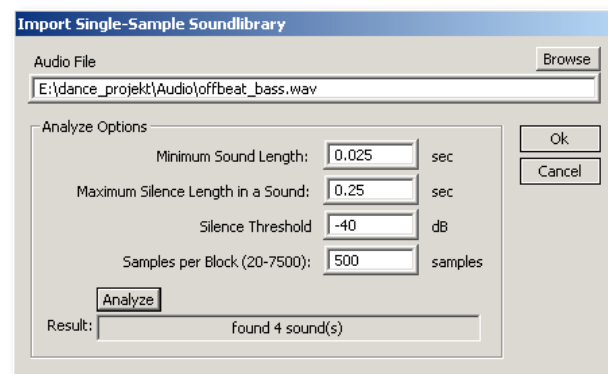 Import Single-Sample Soundlibrary
Audio File
Browse
E:\dance_projekt\Audio\offbeat_bass.wav
Analyze Options
Ok
Minimum Sound Length: 0.025 sec
Cancel
Maximum Silence Length in a Sound: 0.25 sec
Silence Threshold -40 dB
Samples per Block (20-7500): 500 samples
Analyze
Result: found 4 sound(s)